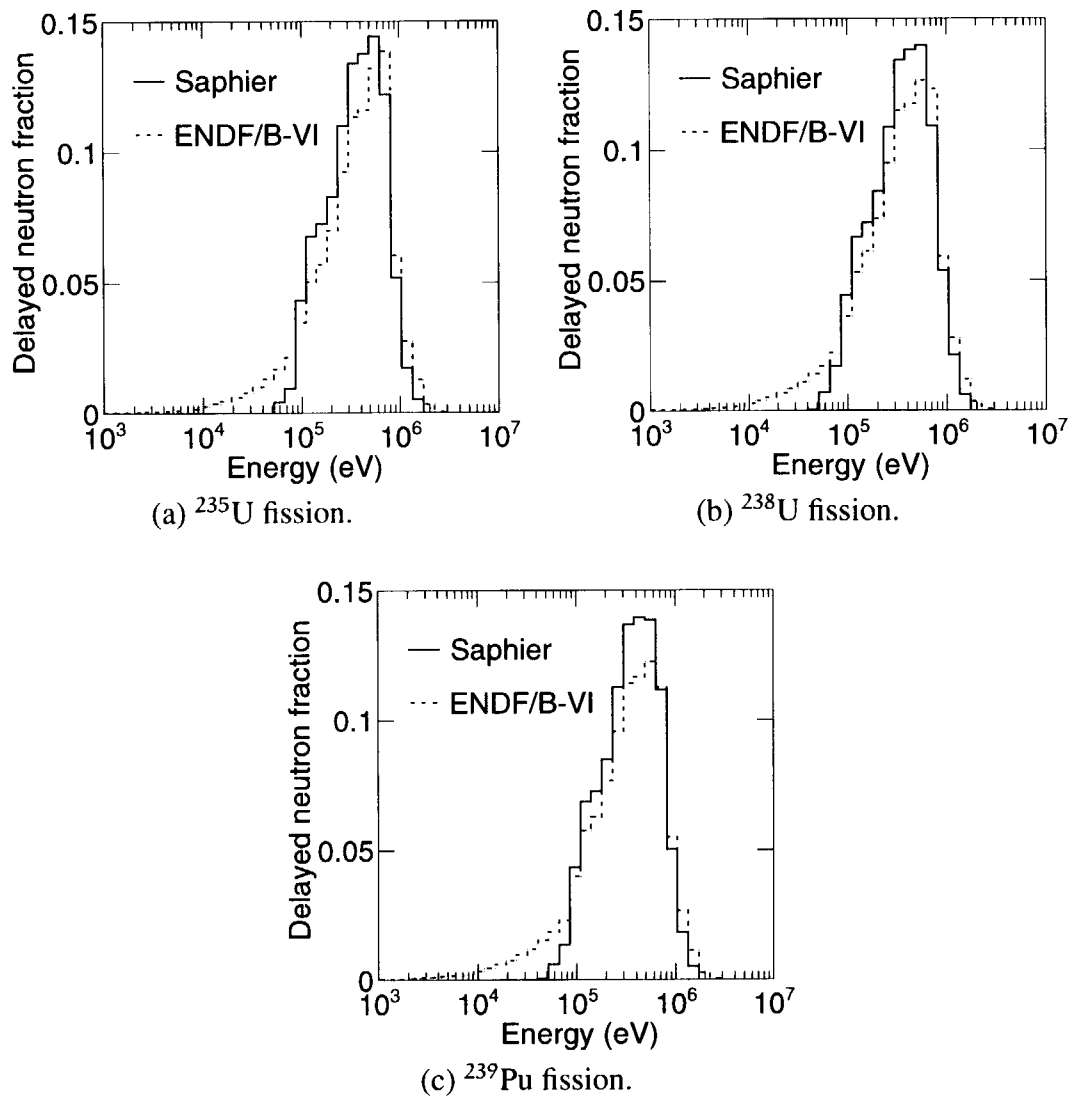 0.15
0.1
0.05
0
Delayed neutron fraction
Saphier
ENDF/B-VI
10³ 10⁴ 10⁵ 10⁶ 10⁷
Energy (eV)
(a) ²³⁵U fission.
0.15
0.1
0.05
0
Delayed neutron fraction
Saphier
ENDF/B-VI
10³ 10⁴ 10⁵ 10⁶ 10⁷
Energy (eV)
(b) ²³⁸U fission.
0.15
0.1
0.05
0
Delayed neutron fraction
Saphier
ENDF/B-VI
10³ 10⁴ 10⁵ 10⁶ 10⁷
Energy (eV)
(c) ²³⁹Pu fission.